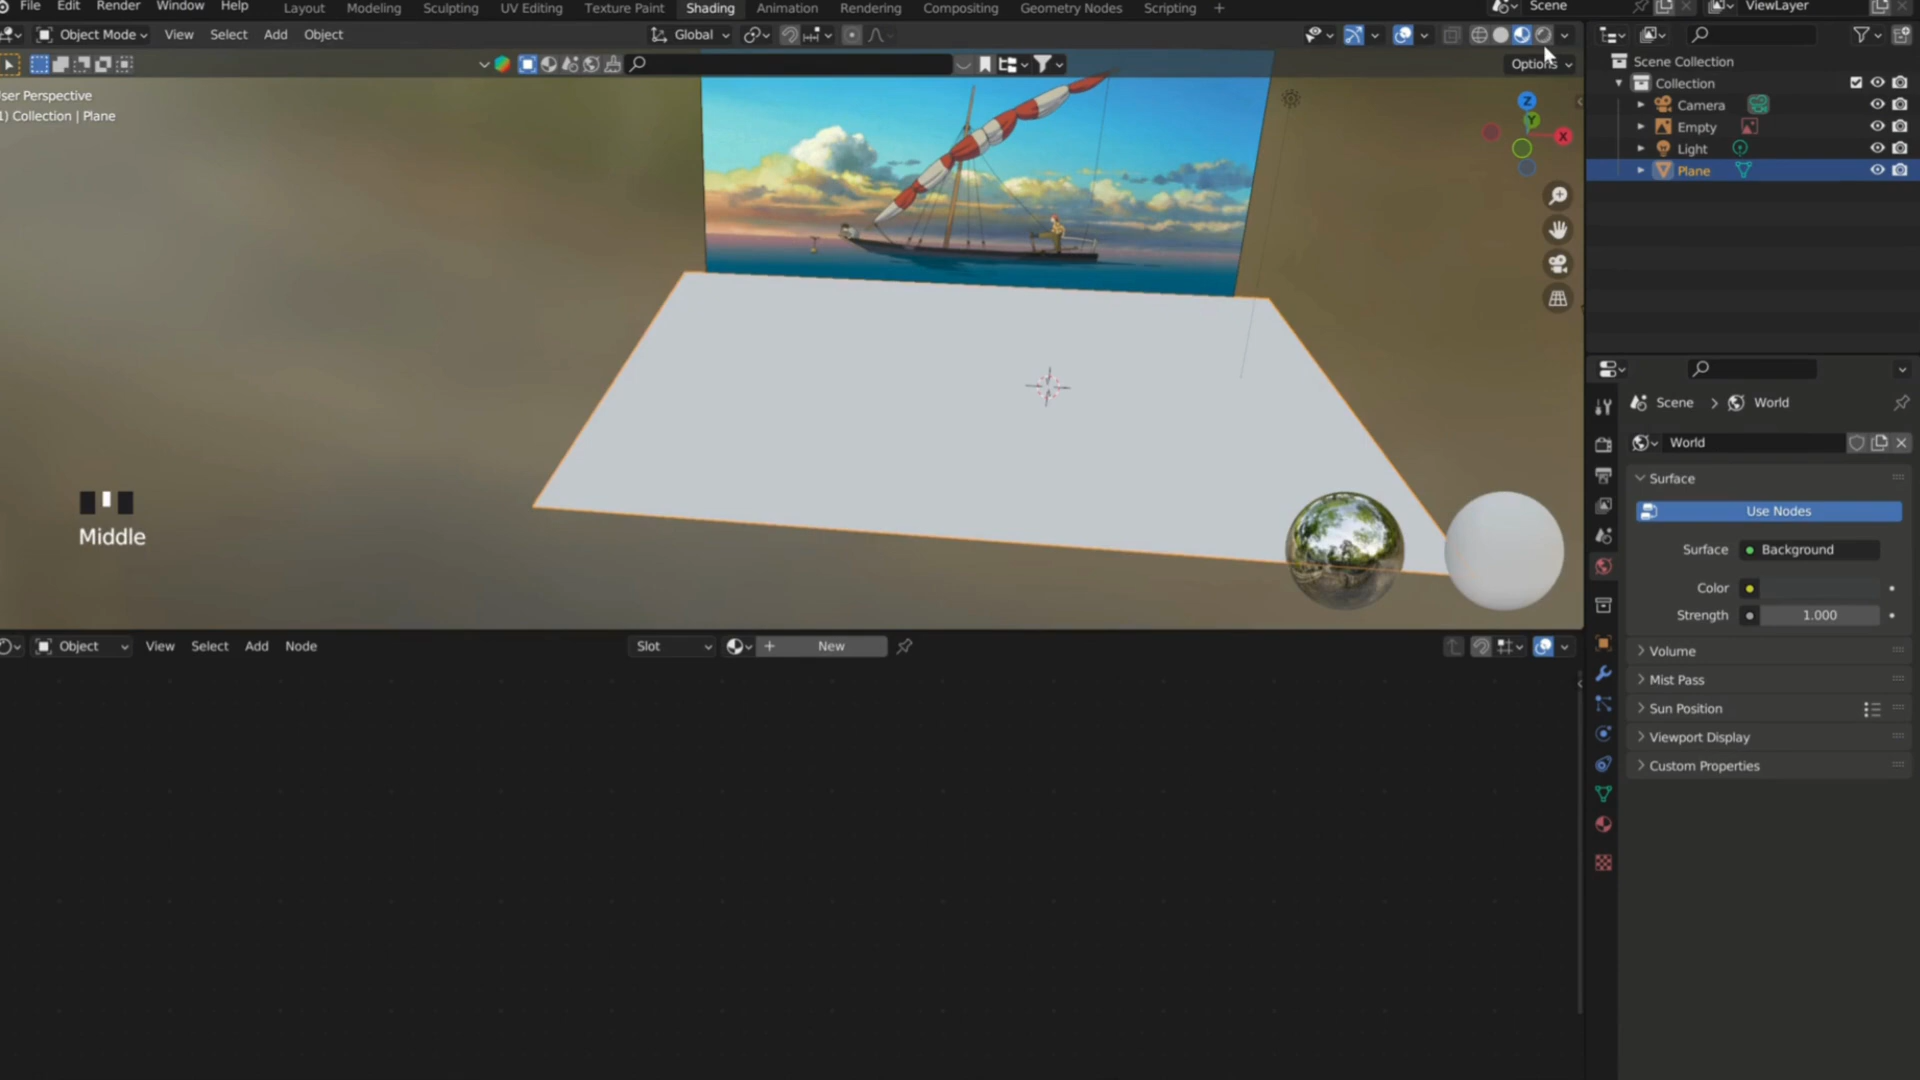 File Edit Render Window Help Layout Modeling Sculpting UV Editing Texture Paint Shading Animation Rendering Compositing Geometry Nodes Scripting + Scene ViewLayer
Object Mode View Select Add Object Global
Options
ser Perspective
1) Collection | Plane
Z
Y
X
Middle
Scene Collection
Collection
Camera
Empty
Light
Plane
Scene > World
World
Surface
Use Nodes
Surface Background
Color
Strength 1.000
Volume
Mist Pass
Sun Position
Viewport Display
Custom Properties
Object View Select Add Node Slot + New